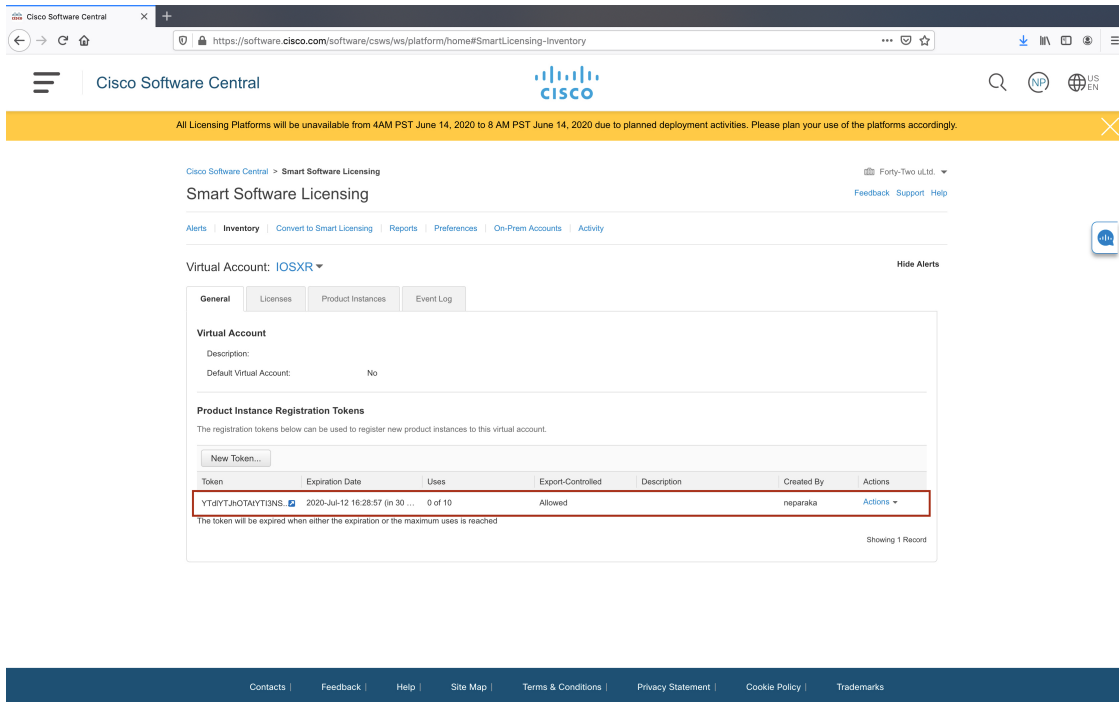 Cisco Software Central
https://software.cisco.com/software/csws/ws/platform/home#SmartLicensing-Inventory
Cisco Software Central
CISCO
NP
US
EN
All Licensing Platforms will be unavailable from 4AM PST June 14, 2020 to 8 AM PST June 14, 2020 due to planned deployment activities. Please plan your use of the platforms accordingly.
Cisco Software Central > Smart Software Licensing
Forty-Two uLtd.
Smart Software Licensing
Feedback Support Help
Alerts | Inventory | Convert to Smart Licensing | Reports | Preferences | On-Prem Accounts | Activity
Virtual Account: IOSXR
Hide Alerts
General Licenses Product Instances Event Log
Virtual Account
Description:
Default Virtual Account: No
Product Instance Registration Tokens
The registration tokens below can be used to register new product instances to this virtual account.
New Token...
Token Expiration Date Uses Export-Controlled Description Created By Actions
2020-Jul-12 16:28:57 (in 30 ... 0 of 10 Allowed neparaka Actions
The token will be expired when either the expiration or the maximum uses is reached
Showing 1 Record
Contacts | Feedback | Help | Site Map | Terms & Conditions | Privacy Statement | Cookie Policy | Trademarks